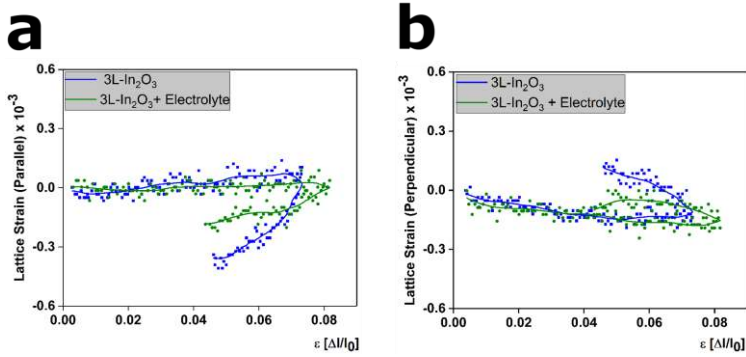 a
b
0.6
0.3
0.0
-0.3
-0.6
Lattice Strain (Parallel) x 10⁻³
3L-In₂O₃
3L-In₂O₃+ Electrolyte
0.00
0.02
0.04
0.06
0.08
ε [Δl/l₀]
0.6
0.3
-0.0
-0.3
-0.6
Lattice Strain (Perpendicular) x 10⁻³
3L-In₂O₃
3L-In₂O₃ + Electrolyte
0.00
0.02
0.04
0.06
0.08
ε [Δl/l₀]